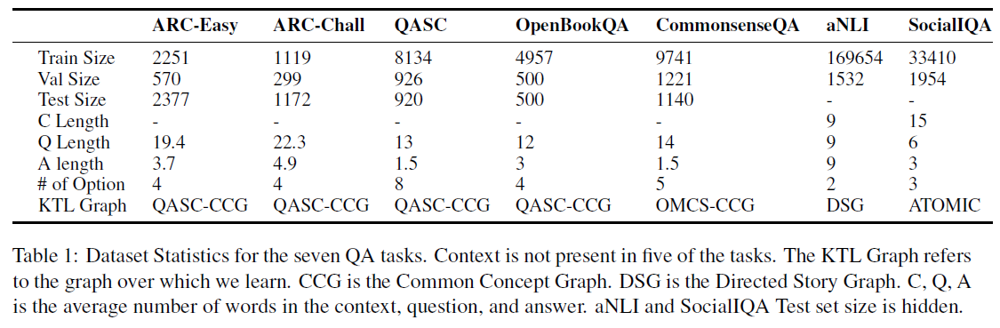 ARC-Easy ARC-Chall QASC OpenBookQA CommonsenseQA aNLI SocialIQA
Train Size 2251 1119 8134 4957 9741 169654 33410
Val Size 570 299 926 500 1221 1532 1954
Test Size 2377 1172 920 500 1140 - -
C Length - - - - - 9 15
Q Length 19.4 22.3 13 12 14 9 6
A length 3.7 4.9 1.5 3 1.5 9 3
# of Option 4 4 8 4 5 2 3
KTL Graph QASC-CCG QASC-CCG QASC-CCG QASC-CCG OMCS-CCG DSG ATOMIC
Table 1: Dataset Statistics for the seven QA tasks. Context is not present in five of the tasks. The KTL Graph refers
to the graph over which we learn. CCG is the Common Concept Graph. DSG is the Directed Story Graph. C, Q, A
is the average number of words in the context, question, and answer. aNLI and SocialIQA Test set size is hidden.